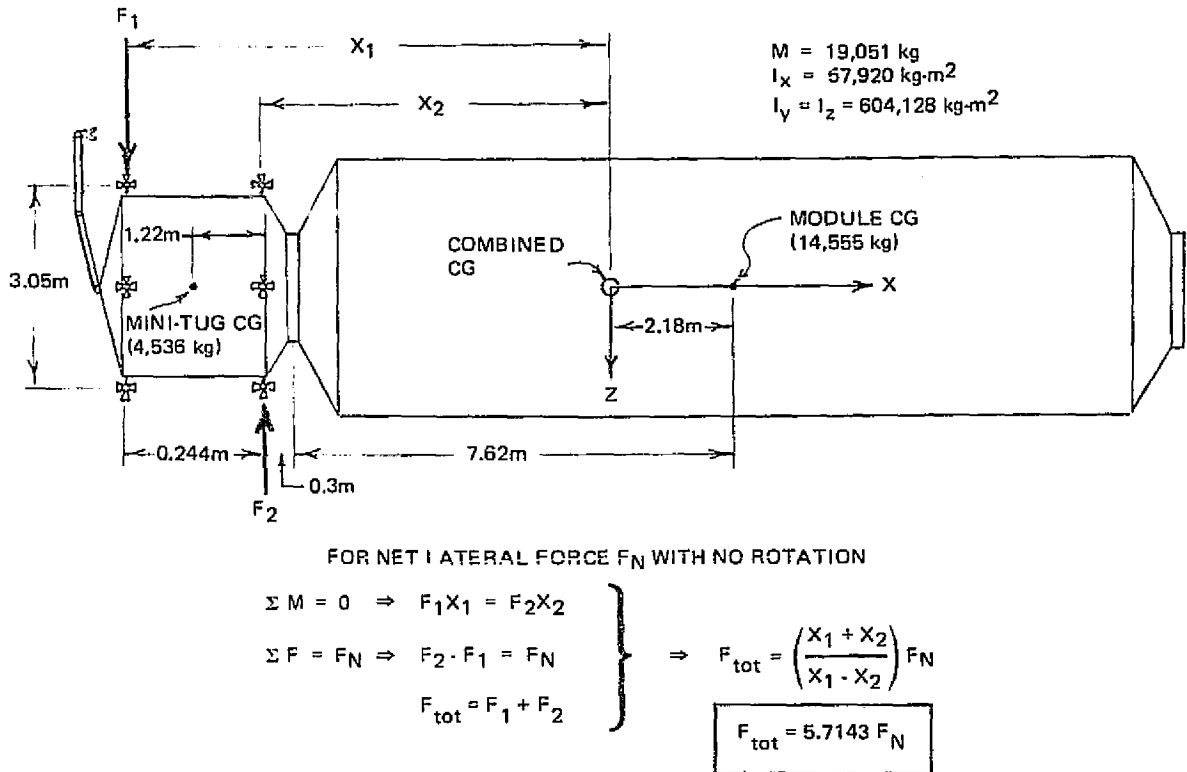 F1
X1
X2
M = 19,051 kg
Ix = 67,920 kg-m2
Iy = Iz = 604,128 kg-m2
1.22m
3.05m
MINI-TUG CG
(4,536 kg)
COMBINED
CG
MODULE CG
(14,555 kg)
X
2.18m
Z
0.244m
7.62m
0.3m
F2
FOR NET LATERAL FORCE FN WITH NO ROTATION
Σ M = 0 ⇒ F1X1 = F2X2
Σ F = FN ⇒ F2 - F1 = FN
Ftot = F1 + F2
⇒ Ftot = (X1 + X2 / X1 - X2) FN
Ftot = 5.7143 FN